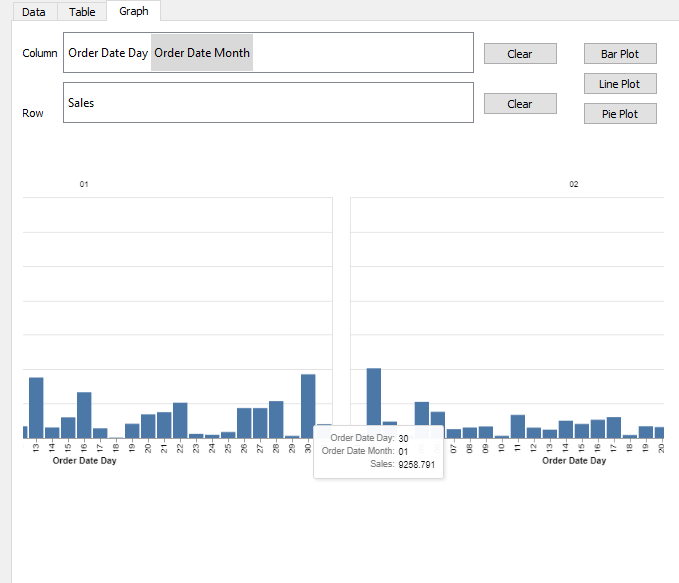 Data Table Graph
Column Order Date Day Order Date Month Clear Bar Plot
Line Plot
Row Sales Clear Pie Plot
01 02
13 14 15 16 17 18 19 20 21 22 23 24 25 26 27 28 29 30 07 08 09 10 11 12 13 14 15 16 17 18 19 20
Order Date Day Order Date Day
Order Date Day: 30
Order Date Month: 01
Sales: 9258.791